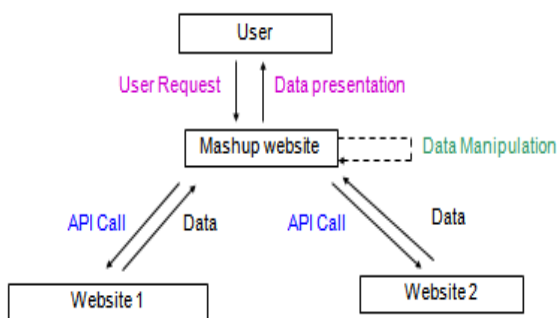 User
User Request
Data presentation
Mashup website
Data Manipulation
API Call
Data
API Call
Data
Website 1
Website 2